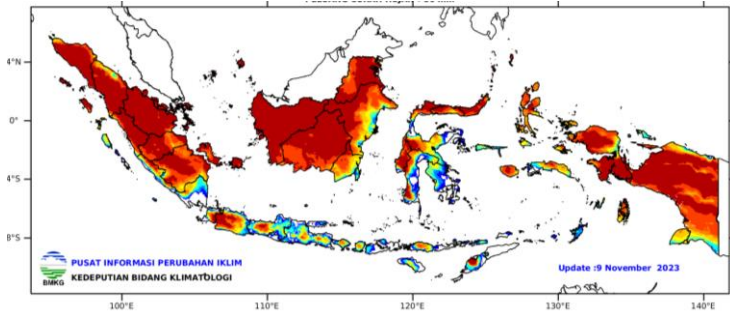 4°N
0°
4°S
8°S
PUSAT INFORMASI PERUBAHAN IKLIM
KEDEPUTIAN BIDANG KLIMATOLOGI
BMKG
Update :9 November 2023
100°E
110°E
120°E
130°E
140°E